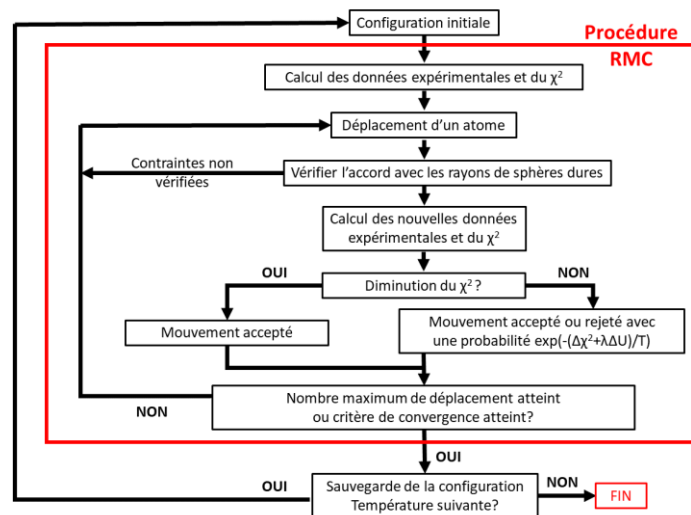 Configuration initiale
Procédure
RMC
Calcul des données expérimentales et du χ²
Déplacement d'un atome
Contraintes non
vérifiées
Vérifier l'accord avec les rayons de sphères dures
Calcul des nouvelles données
expérimentales et du χ²
OUI
NON
Diminution du χ² ?
Mouvement accepté
Mouvement accepté ou rejeté avec
une probabilité exp(-(Δχ²+λΔU)/T)
NON
Nombre maximum de déplacement atteint
ou critère de convergence atteint?
OUI
OUI
Sauvegarde de la configuration
Température suivante?
NON
FIN